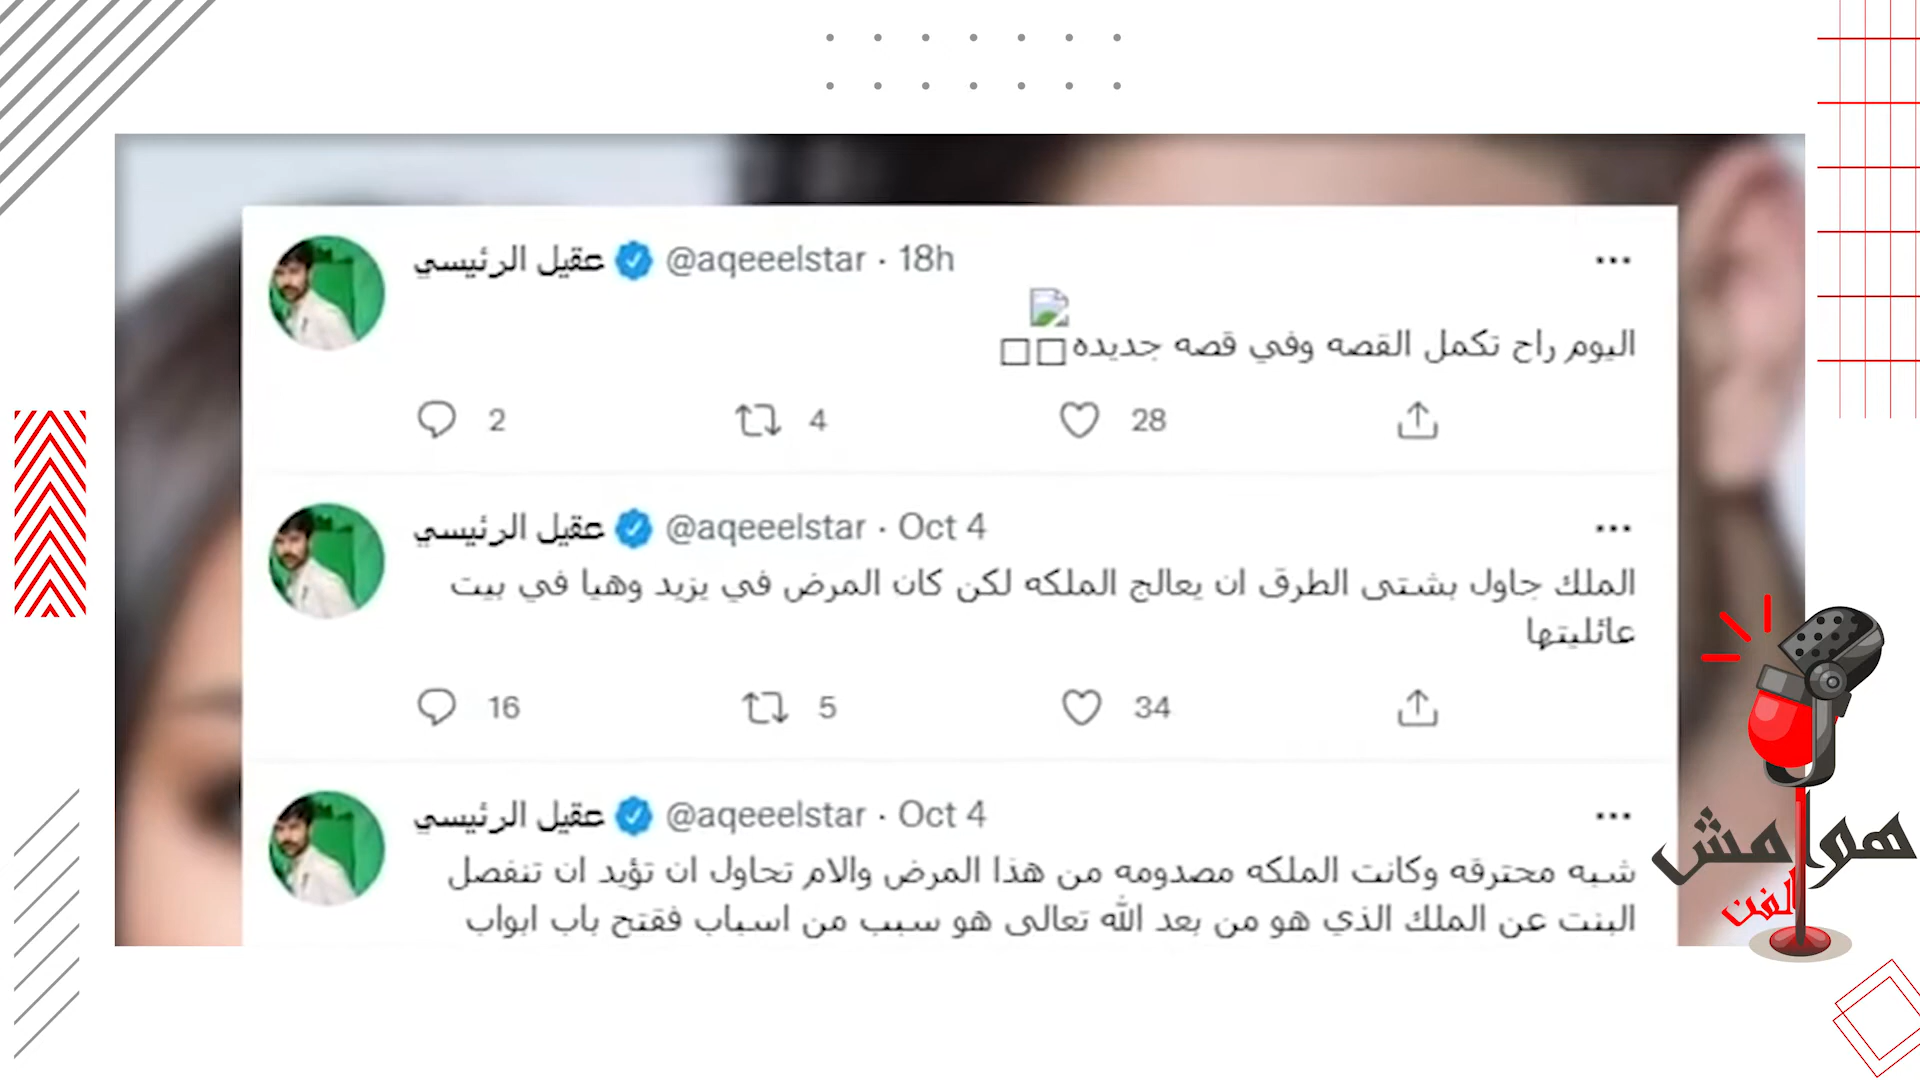 عقيل الرئيسي @aqeeelstar · 18h
اليوم راح تكمل القصه وفي قصه جديده
2 4 28
عقيل الرئيسي @aqeeelstar · Oct 4
الملك حاول بشتى الطرق ان يعالج الملكه لكن كان المرض في يزيد وهيا في بيت
عائليتها
16 5 34
عقيل الرئيسي @aqeeelstar · Oct 4
شبه محترقه وكانت الملكه مصدومه من هذا المرض والام تحاول ان تؤيد ان تنفصل
البنت عن الملك الذي هو من بعد الله تعالى هو سبب من اسباب فقتح باب ابواب
هوامش
الفن